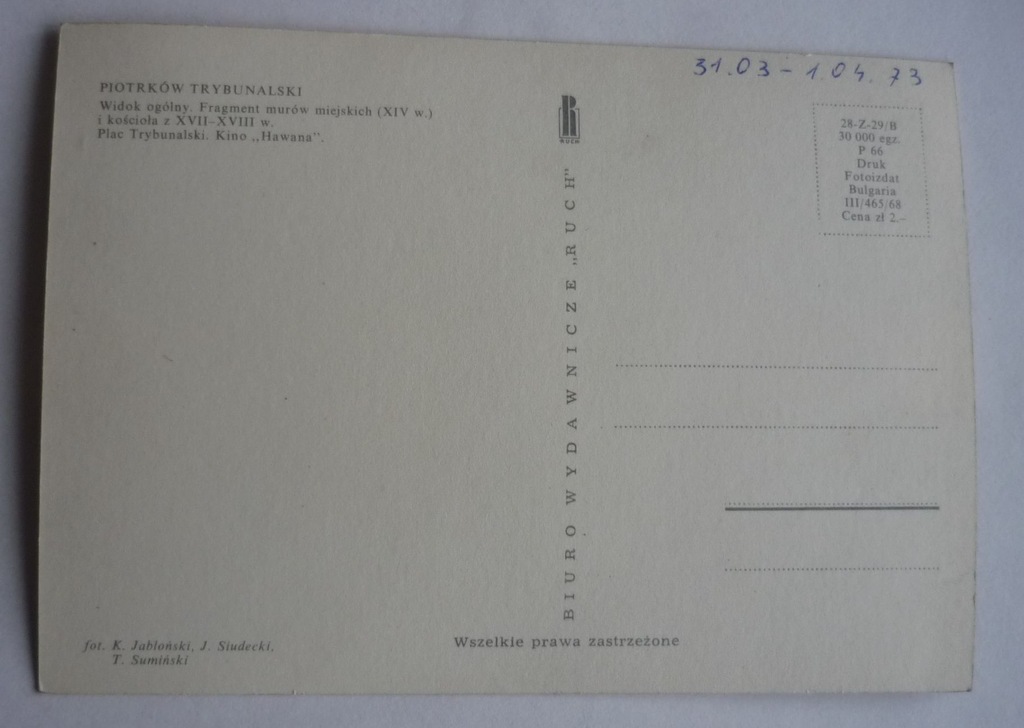 PIOTRKÓW TRYBUNALSKI
Widok ogólny. Fragment murów miejskich (XIV w.)
i kościoła z XVII–XVIII w.
Plac Trybunalski. Kino „Hawana".
fot. K. Jabłoński, J. Siudecki,
T. Sumiński
RUCH
BIURO WYDAWNICZE „RUCH"
Wszelkie prawa zastrzeżone
31.03 – 1.04. 73
28-Z-29/B
30 000 egz.
P 66
Druk
Fotoizdat
Bulgaria
III/465/68
Cena zł 2.–